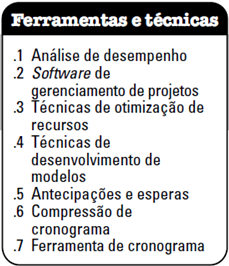 Ferramentas e técnicas
.1 Análise de desempenho
.2 Software de
gerenciamento de projetos
.3 Técnicas de otimização de
recursos
.4 Técnicas de
desenvolvimento de
modelos
.5 Antecipações e esperas
.6 Compressão de
cronograma
.7 Ferramenta de cronograma